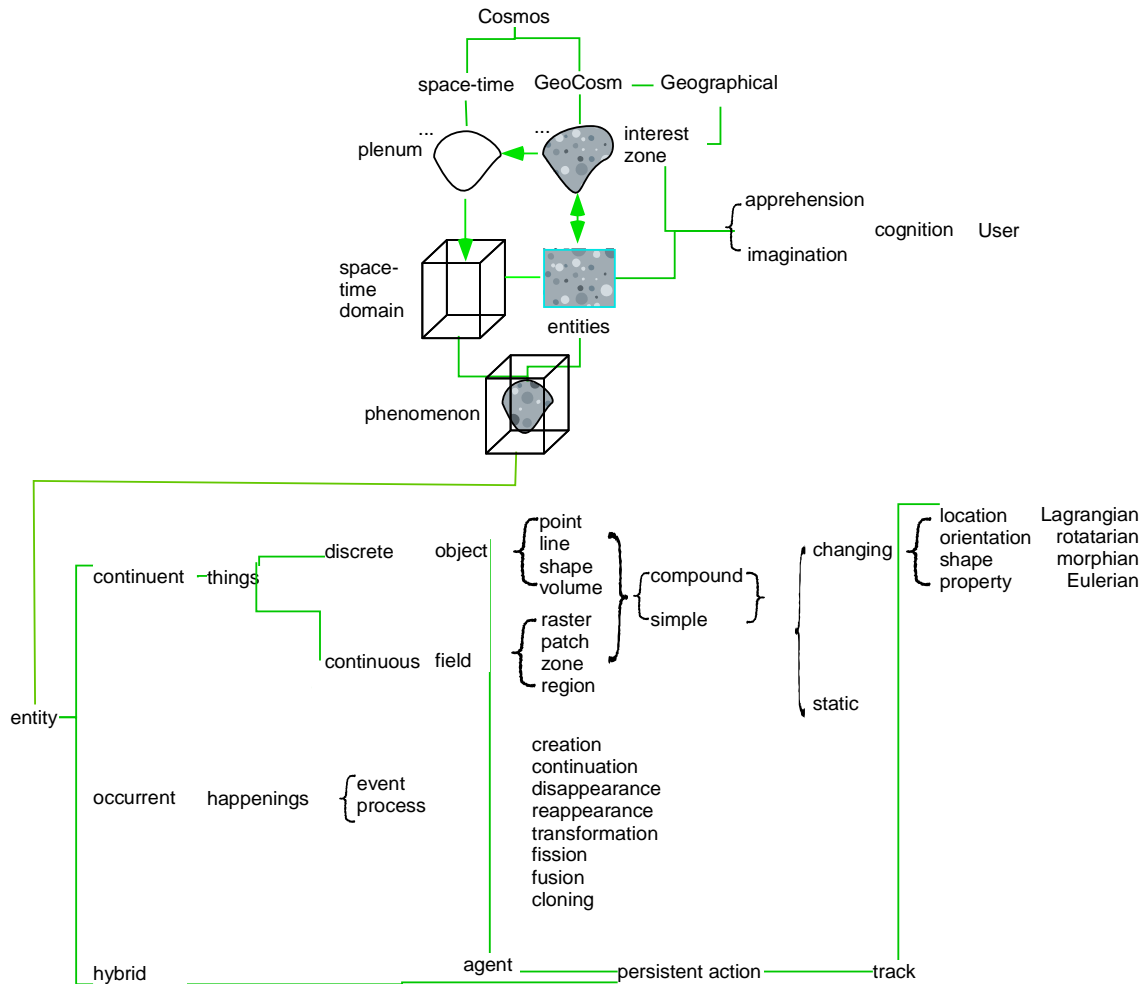 Cosmos
space-time
GeoCosm
Geographical
...
...
plenum
interest
zone
apprehension
cognition
User
imagination
space-
time
domain
entities
phenomenon
location Lagrangian
orientation rotatarian
shape morphian
property Eulerian
point
line
shape
volume
discrete
object
changing
continuent
things
compound
simple
raster
patch
zone
region
continuous
field
static
entity
creation
continuation
disappearance
reappearance
transformation
fission
fusion
cloning
occurrent
happenings
event
process
hybrid
agent
persistent action
track